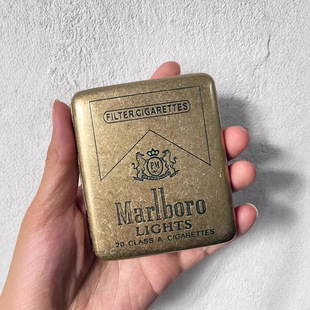 FILTER CIGARETTES
PM
Marlboro
LIGHTS
20 CLASS A CIGARETTES